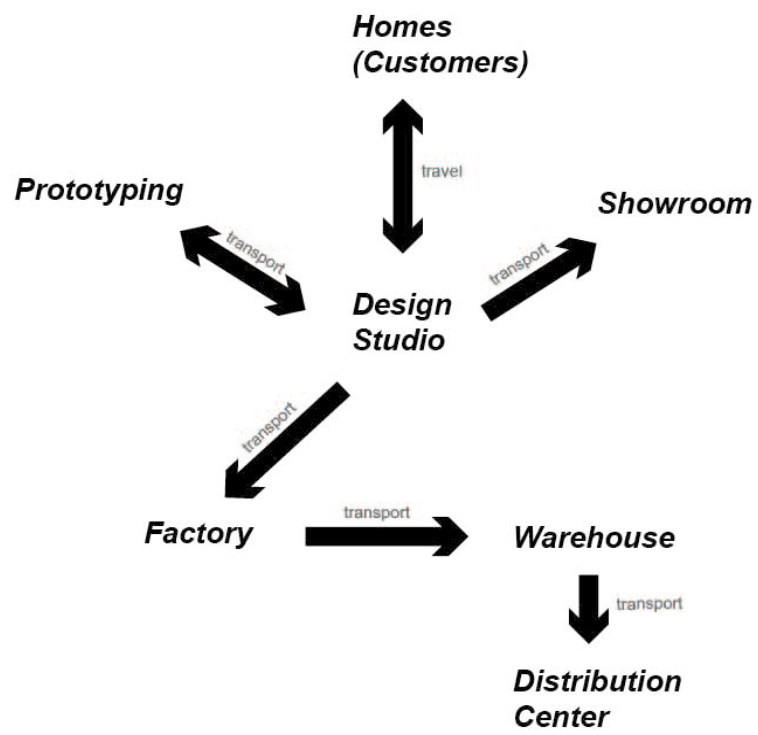 Homes
(Customers)
travel
Prototyping
Showroom
transport
transport
Design
Studio
transport
Factory
transport
Warehouse
transport
Distribution
Center